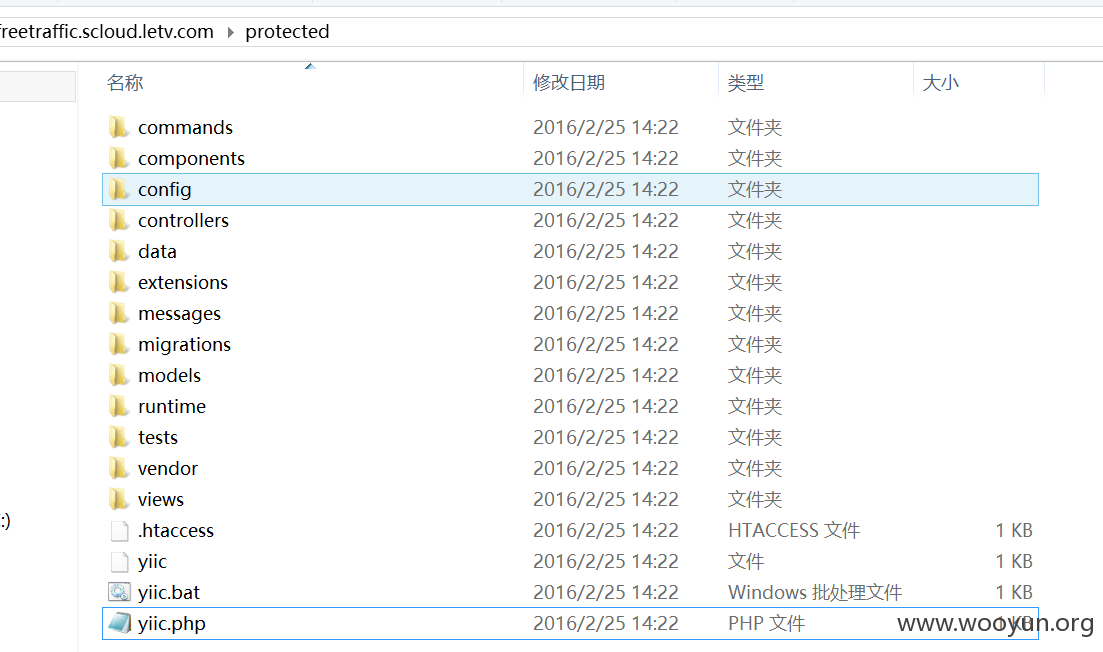 freetraffic.scloud.letv.com protected
名称 修改日期 类型 大小
commands 2016/2/25 14:22 文件夹
components 2016/2/25 14:22 文件夹
config 2016/2/25 14:22 文件夹
controllers 2016/2/25 14:22 文件夹
data 2016/2/25 14:22 文件夹
extensions 2016/2/25 14:22 文件夹
messages 2016/2/25 14:22 文件夹
migrations 2016/2/25 14:22 文件夹
models 2016/2/25 14:22 文件夹
runtime 2016/2/25 14:22 文件夹
tests 2016/2/25 14:22 文件夹
vendor 2016/2/25 14:22 文件夹
views 2016/2/25 14:22 文件夹
:)
.htaccess 2016/2/25 14:22 HTACCESS 文件 1 KB
yiic 2016/2/25 14:22 文件 1 KB
yiic.bat 2016/2/25 14:22 Windows 批处理文件 1 KB
yiic.php 2016/2/25 14:22 PHP 文件 1 KB
www.wooyun.org